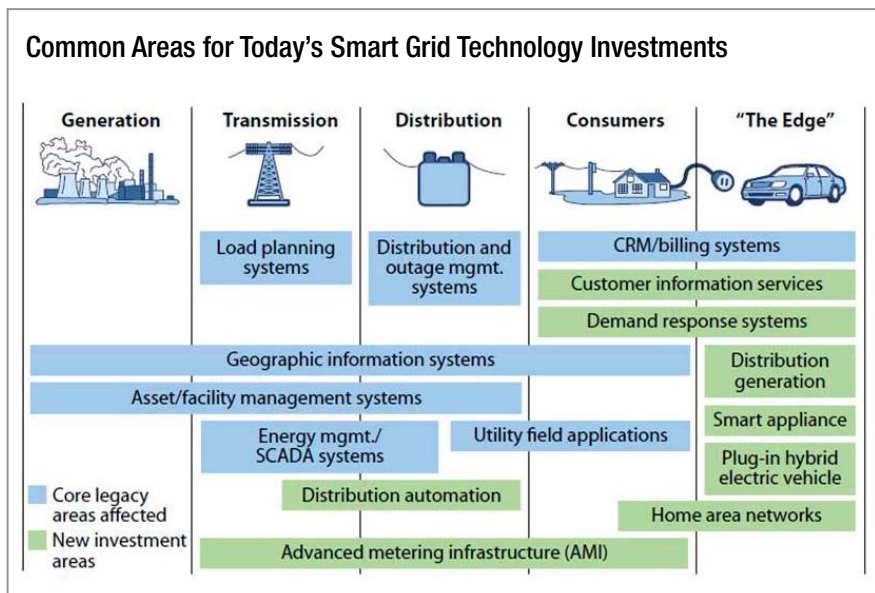 Common Areas for Today's Smart Grid Technology Investments
Generation
Transmission
Distribution
Consumers
"The Edge"
Load planning
systems
Distribution and
outage mgmt.
systems
CRM/billing systems
Customer information services
Demand response systems
Geographic information systems
Distribution
generation
Asset/facility management systems
Smart appliance
Energy mgmt./
SCADA systems
Utility field applications
Plug-in hybrid
electric vehicle
Core legacy
areas affected
Distribution automation
Home area networks
New investment
areas
Advanced metering infrastructure (AMI)